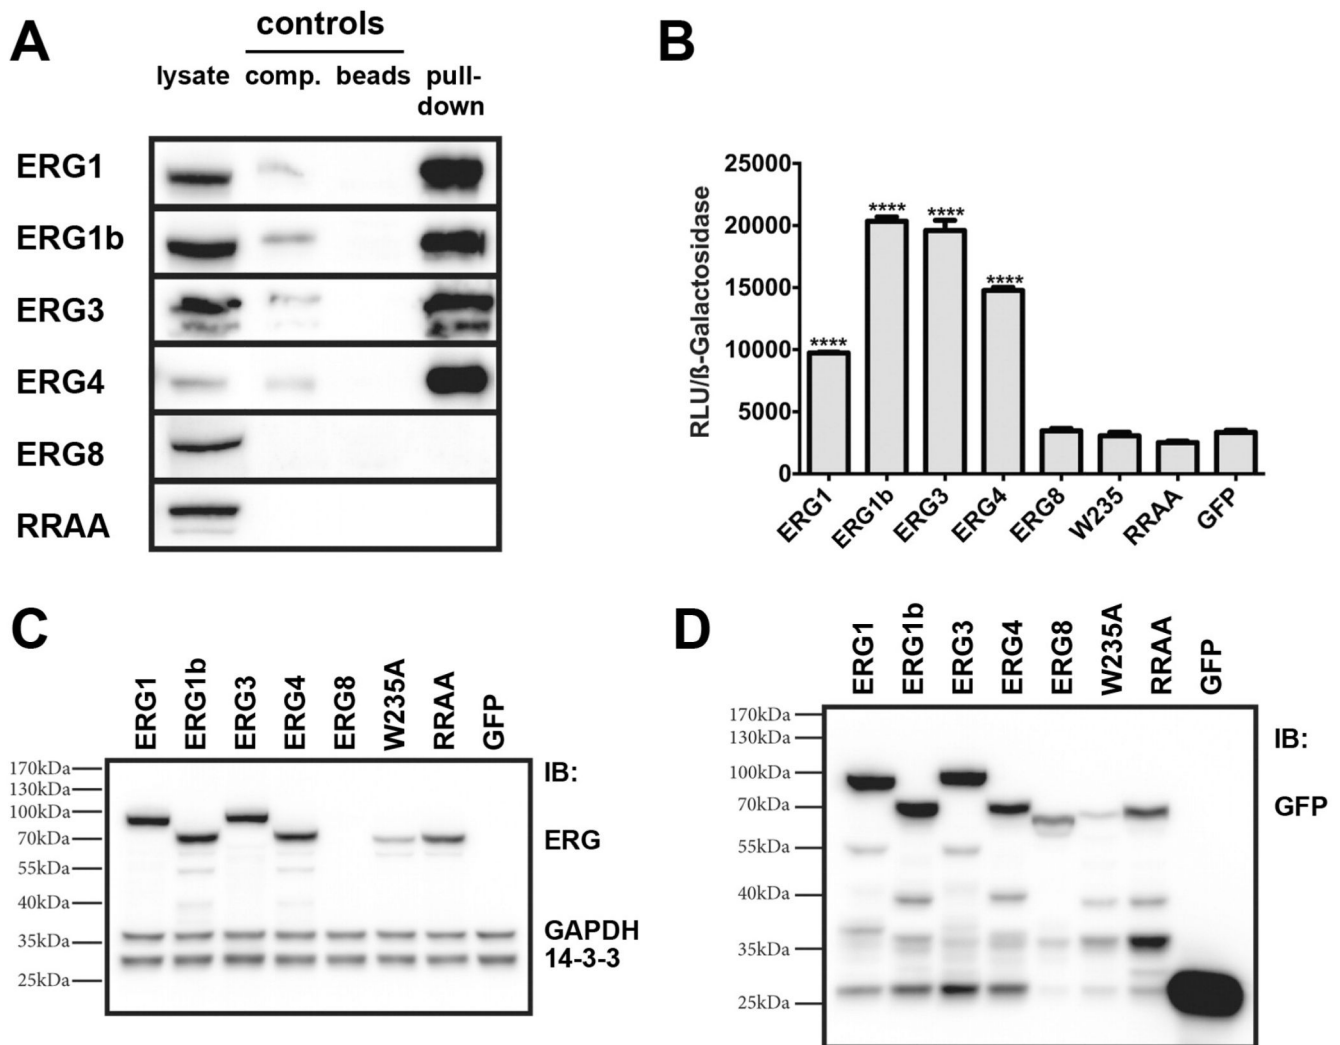 A
controls
lysate comp. beads pull-
down
ERG1
ERG1b
ERG3
ERG4
ERG8
RRAA
B
RLU/ß-Galactosidase
25000
20000
15000
10000
5000
0
****
****
****
****
ERG1
ERG1b
ERG3
ERG4
ERG8
W235
RRAA
GFP
C
ERG1
ERG1b
ERG3
ERG4
ERG8
W235A
RRAA
GFP
170kDa
130kDa
100kDa
70kDa
55kDa
40kDa
35kDa
25kDa
IB:
ERG
GAPDH
14-3-3
D
ERG1
ERG1b
ERG3
ERG4
ERG8
W235A
RRAA
GFP
170kDa
130kDa
100kDa
70kDa
55kDa
40kDa
35kDa
25kDa
IB:
GFP